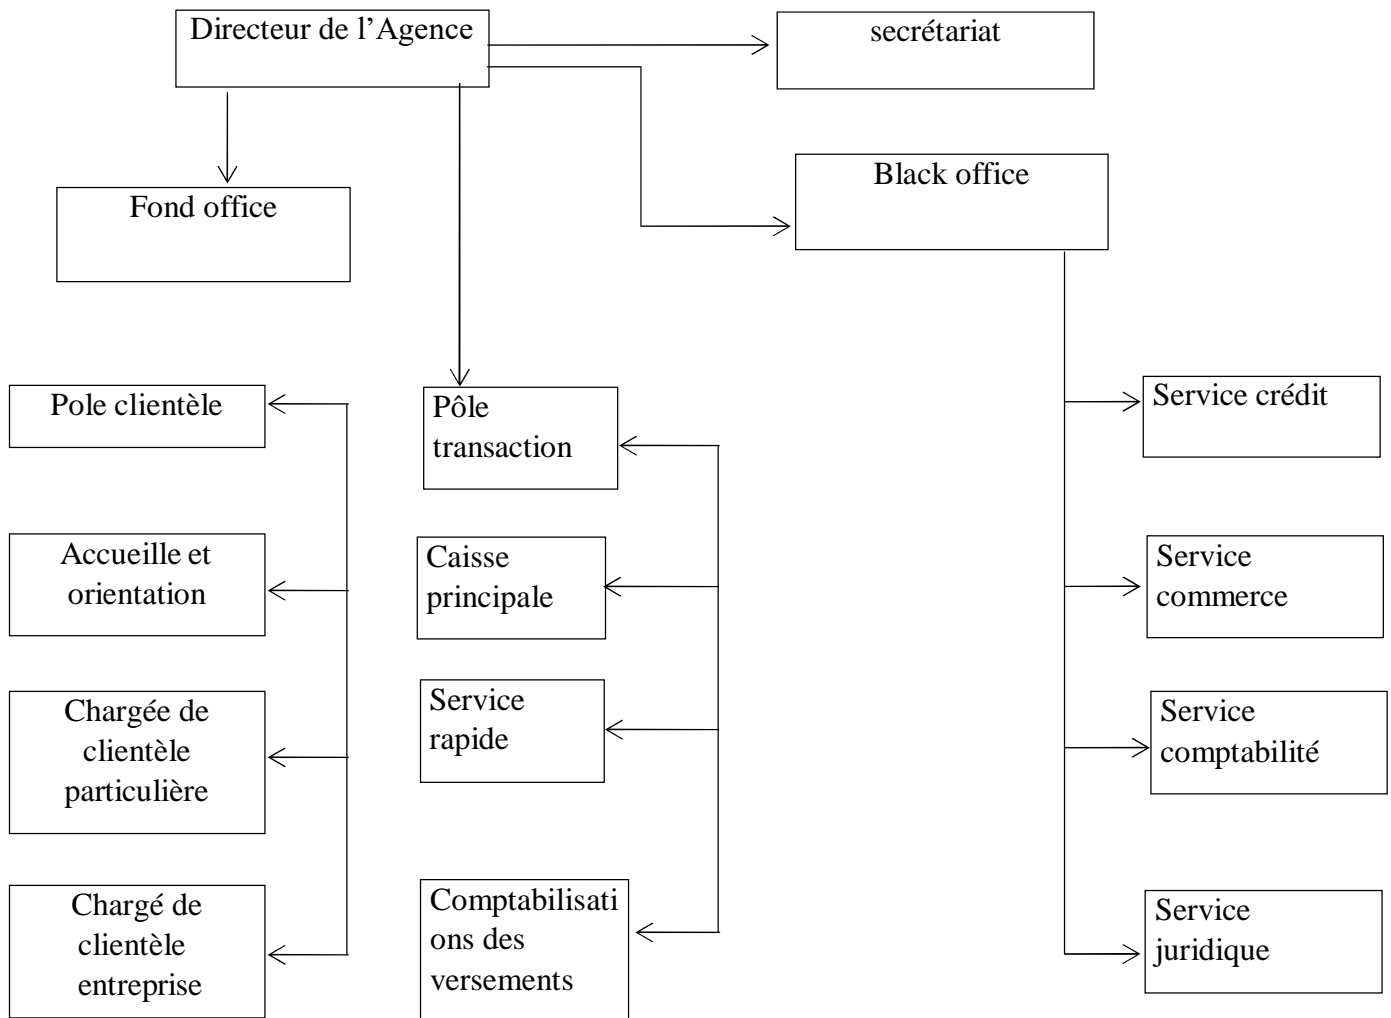 Directeur de l’Agence
secrétariat
Black office
Fond office
Pole clientèle
Pôle
transaction
Service crédit
Accueille et
orientation
Caisse
principale
Service
commerce
Chargée de
clientèle
particulière
Service
rapide
Service
comptabilité
Chargé de
clientèle
entreprise
Comptabilisati
ons des
versements
Service
juridique